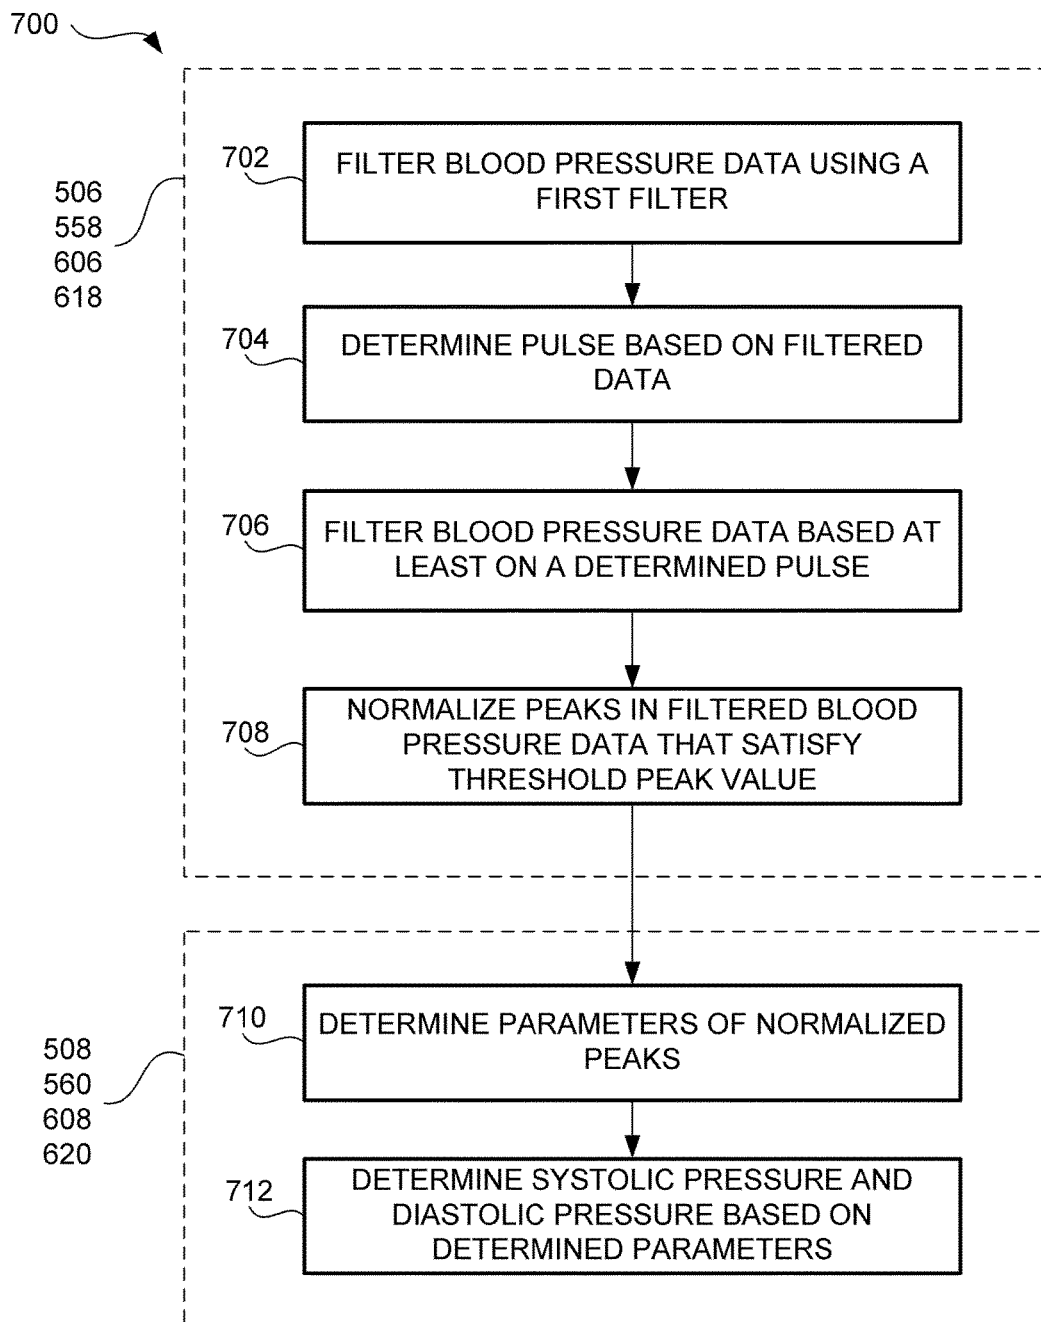 700
702
FILTER BLOOD PRESSURE DATA USING A
FIRST FILTER
506
558
606
618
704
DETERMINE PULSE BASED ON FILTERED
DATA
706
FILTER BLOOD PRESSURE DATA BASED AT
LEAST ON A DETERMINED PULSE
708
NORMALIZE PEAKS IN FILTERED BLOOD
PRESSURE DATA THAT SATISFY
THRESHOLD PEAK VALUE
710
DETERMINE PARAMETERS OF NORMALIZED
PEAKS
508
560
608
620
712
DETERMINE SYSTOLIC PRESSURE AND
DIASTOLIC PRESSURE BASED ON
DETERMINED PARAMETERS